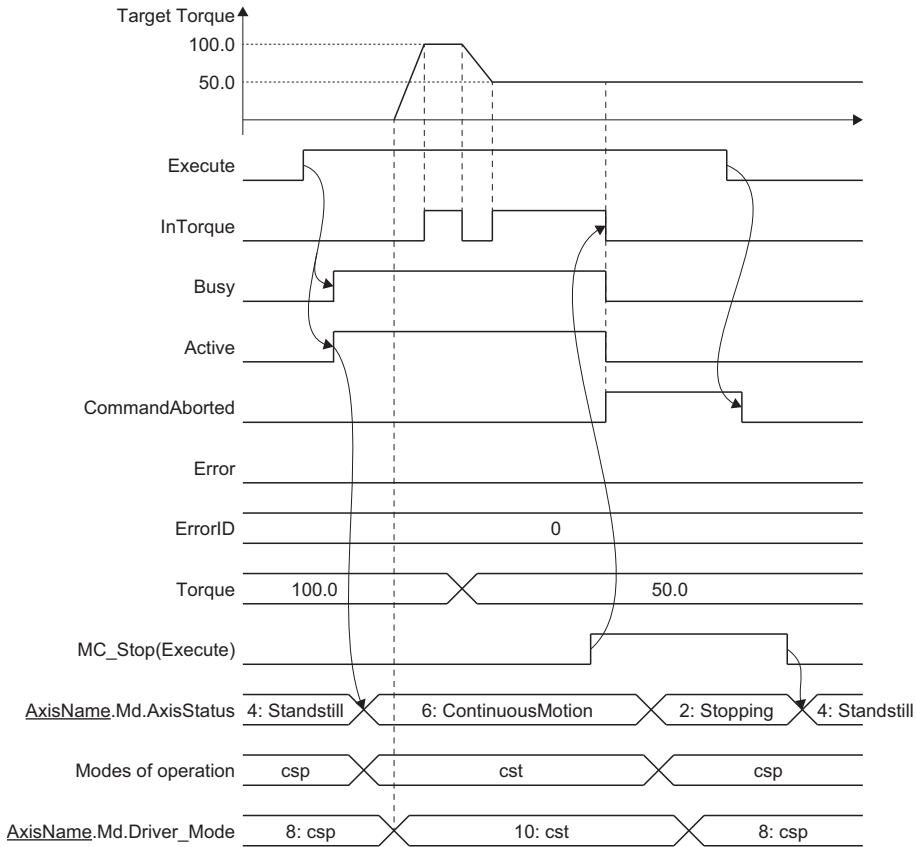 Target Torque
100.0
50.0
Execute
InTorque
Busy
Active
CommandAborted
Error
ErrorID 0
Torque 100.0 50.0
MC_Stop(Execute)
AxisName.Md.AxisStatus 4: Standstill 6: ContinuousMotion 2: Stopping 4: Standstill
Modes of operation csp cst csp
AxisName.Md.Driver_Mode 8: csp 10: cst 8: csp